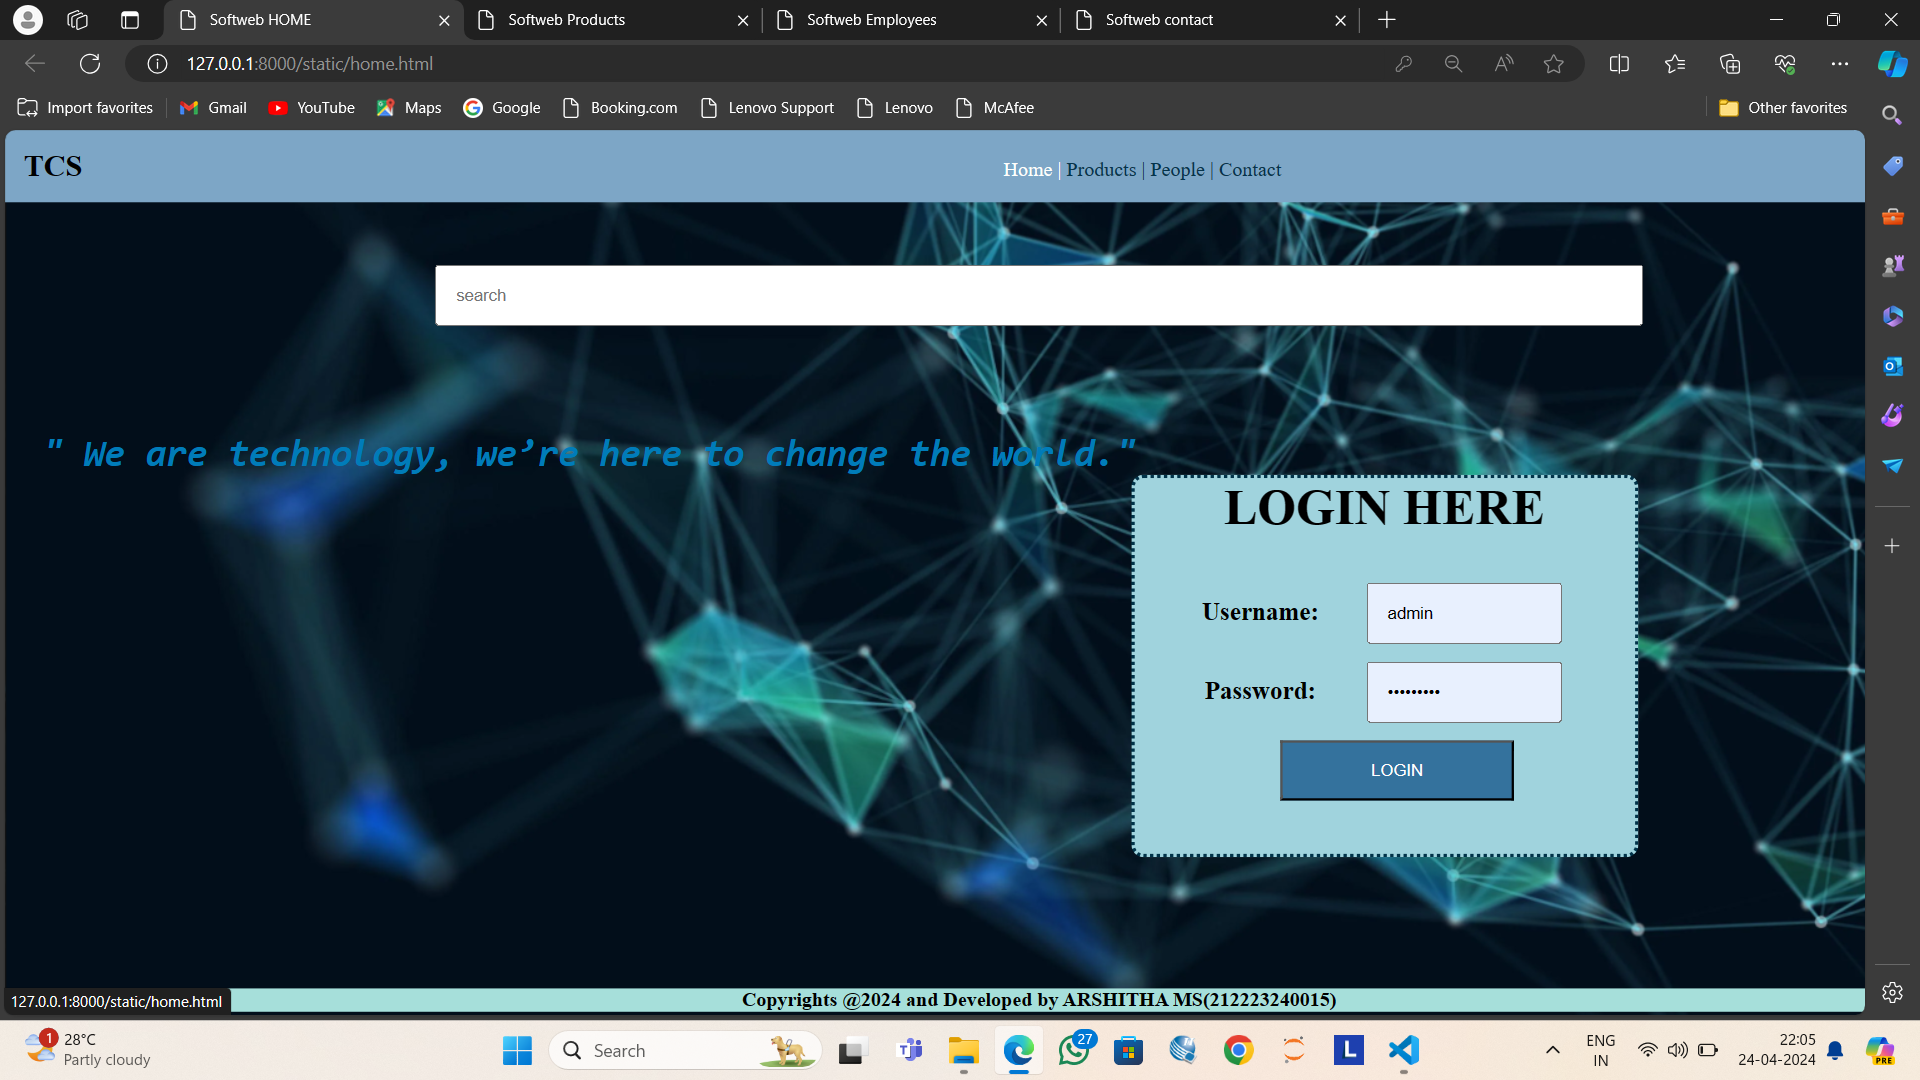 Softweb HOME
Softweb Products
Softweb Employees
Softweb contact
127.0.0.1:8000/static/home.html
Import favorites
Gmail
YouTube
Maps
Google
Booking.com
Lenovo Support
Lenovo
McAfee
Other favorites
TCS
Home | Products | People | Contact
search
" We are technology, we’re here to change the world."
LOGIN HERE
Username:
admin
Password:
•••••••••
LOGIN
127.0.0.1:8000/static/home.html
Copyrights @2024 and Developed by ARSHITHA MS(212223240015)
1
28°C
Partly cloudy
Search
27
L
ENG
IN
22:05
24-04-2024
PRE